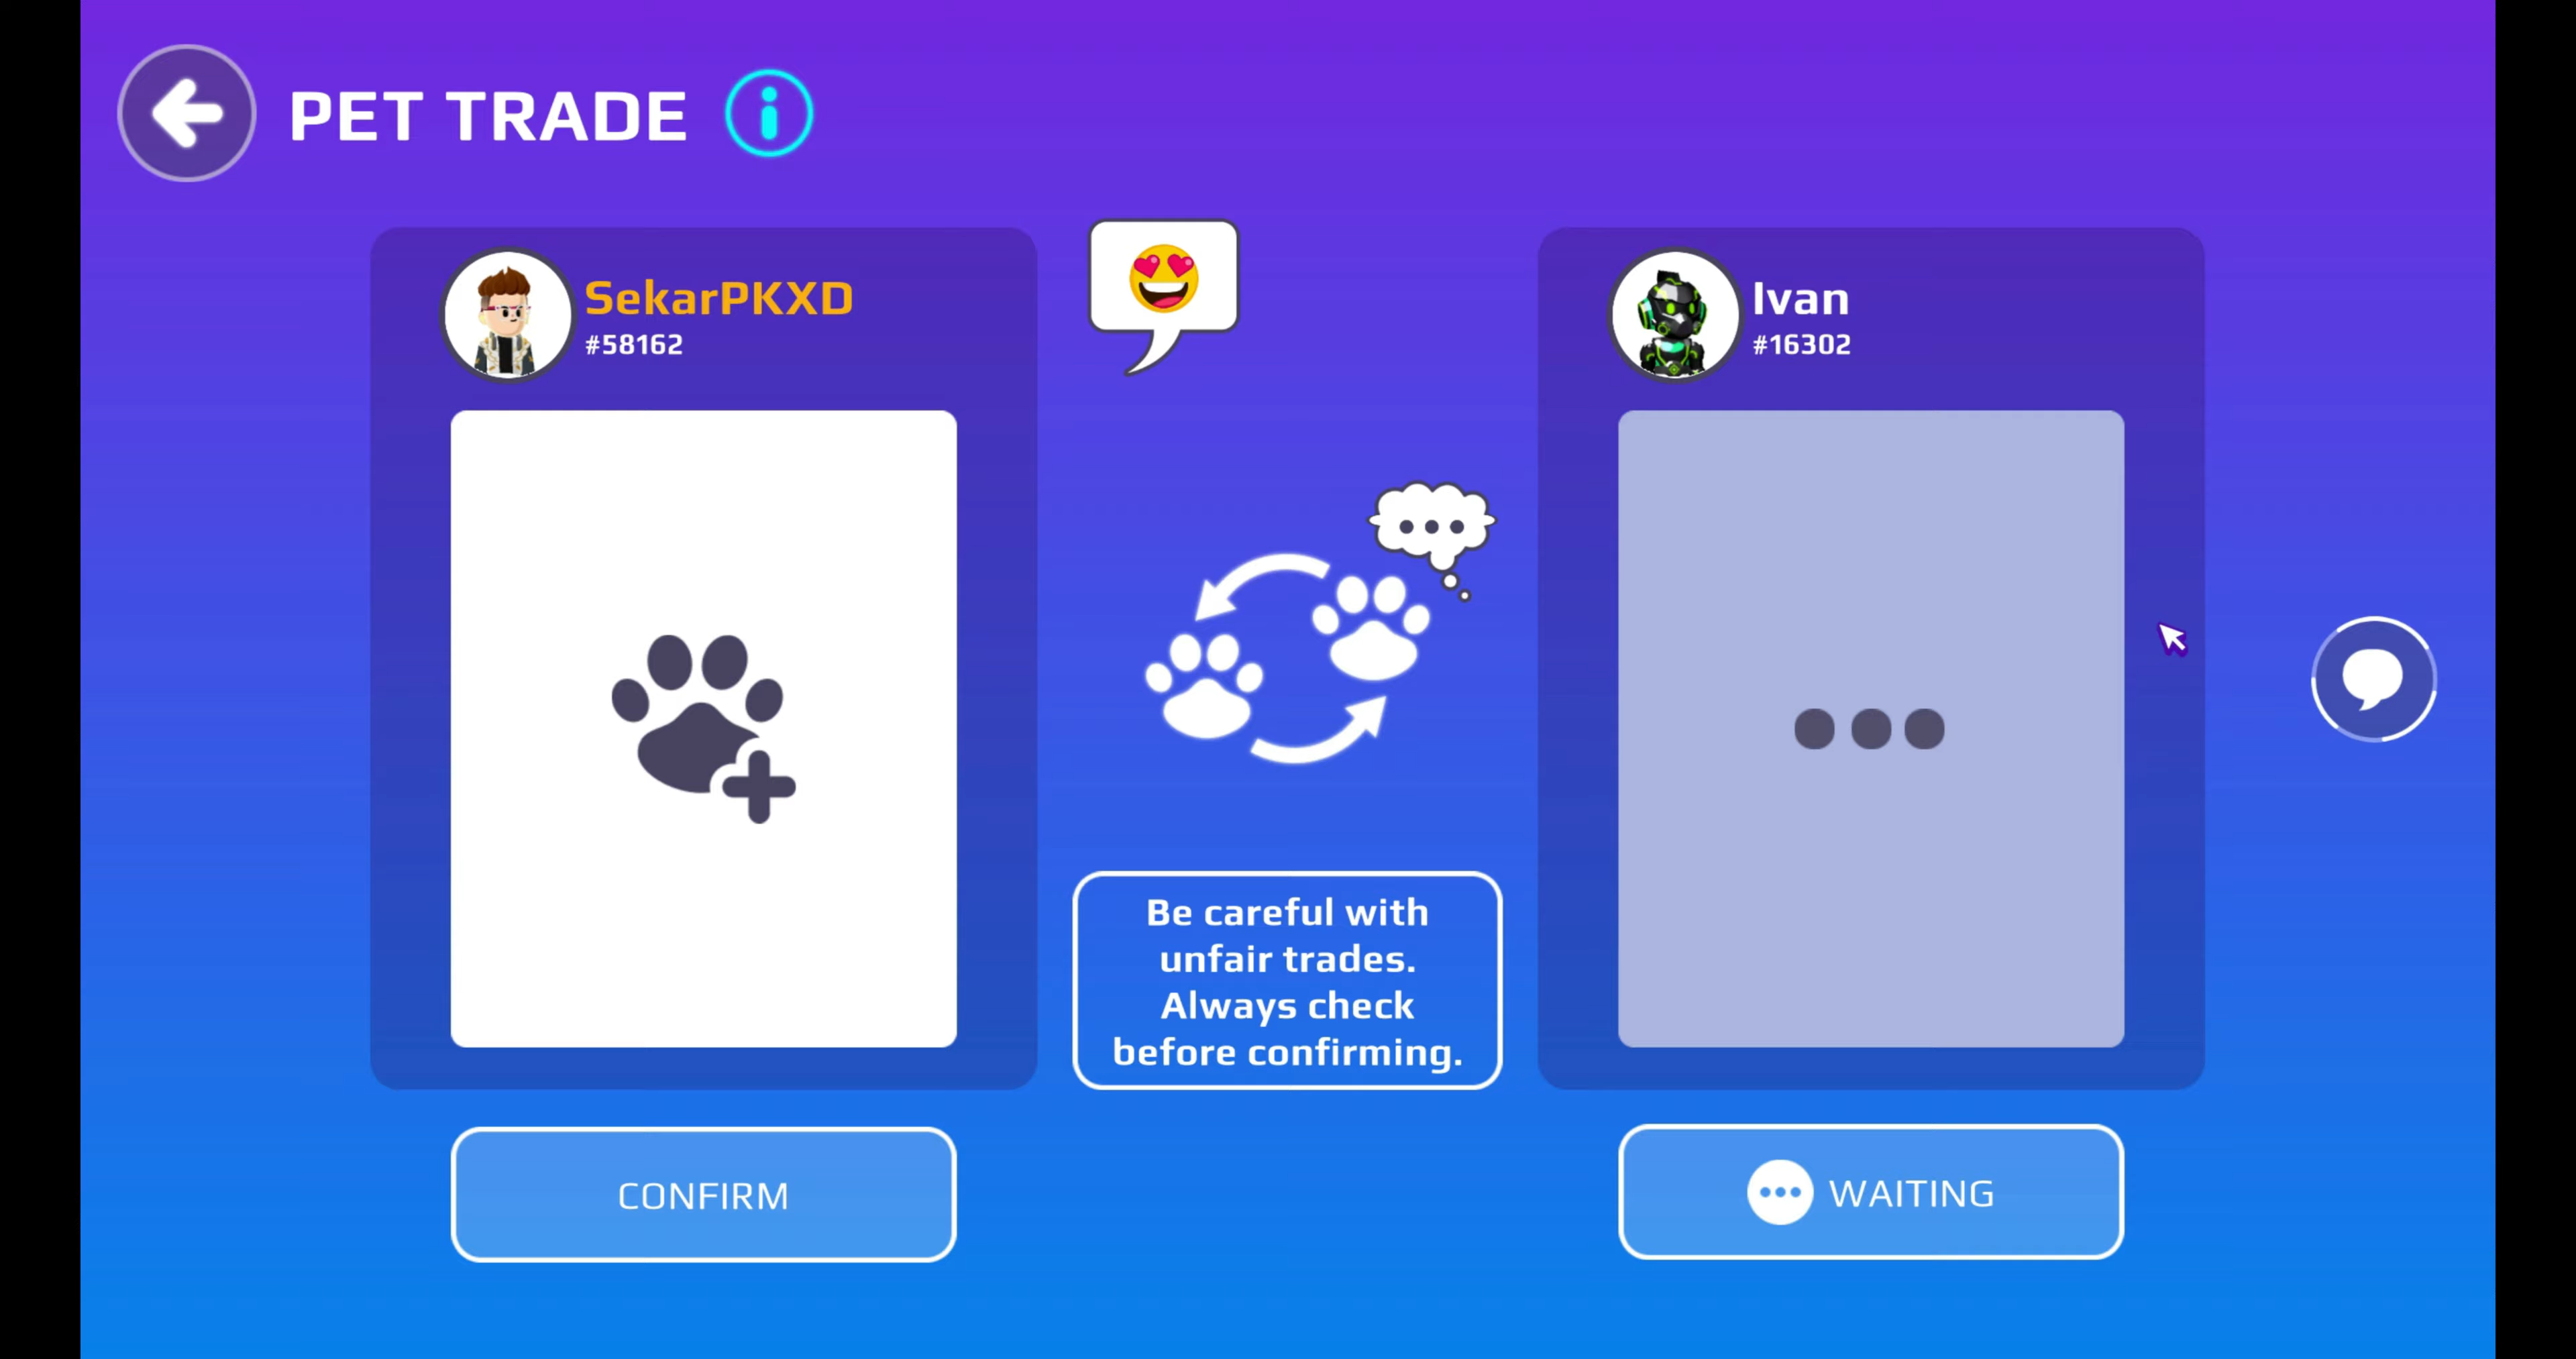 PET TRADE
SekarPKXD
#58162
Ivan
#16302
Be careful with
unfair trades.
Always check
before confirming.
CONFIRM
WAITING